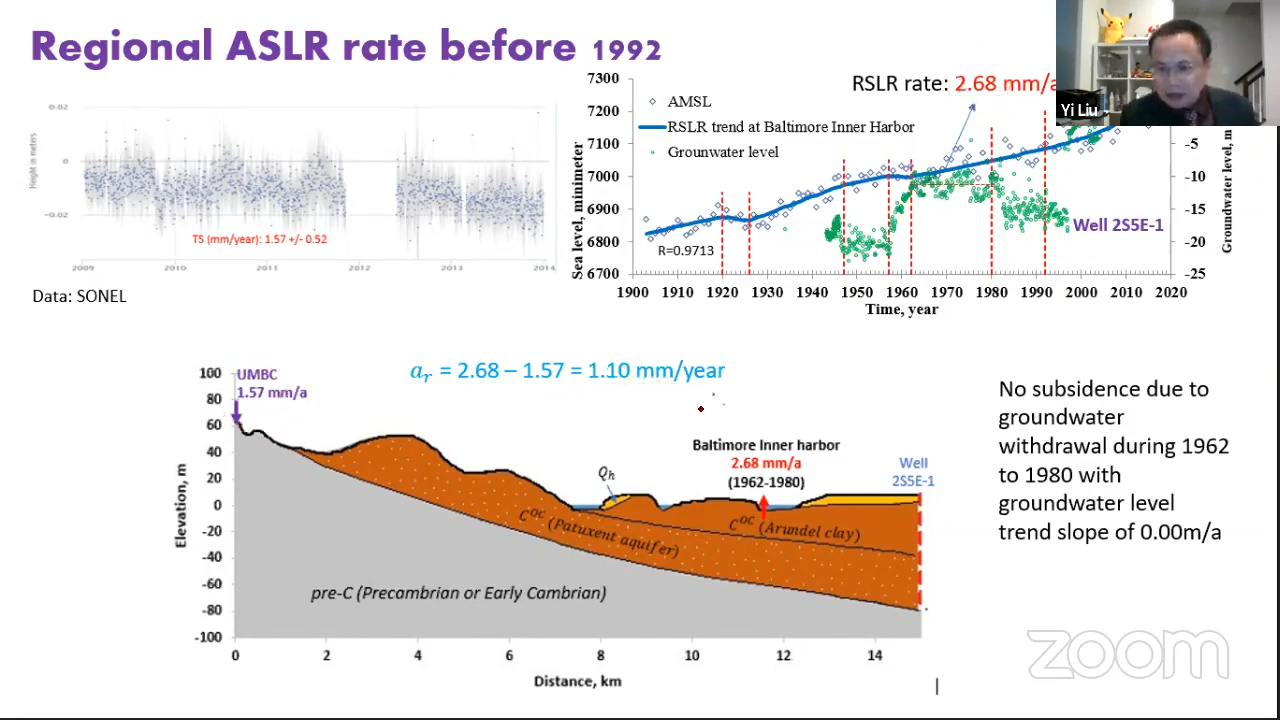 Regional ASLR rate before 1992
0.02
0
-0.02
Height in meters
TS (mm/year): 1.57 +/- 0.52
2009 2010 2011 2012 2013 2014
Data: SONEL
RSLR rate: 2.68 mm/a
Yi Liu
7300
7200
7100
7000
6900
6800
6700
Sea level, minimeter
AMSL
RSLR trend at Baltimore Inner Harbor
Grounwater level
R=0.9713
Well 2S5E-1
-5
-10
-15
-20
-25
Groundwater level, m
1900 1910 1920 1930 1940 1950 1960 1970 1980 1990 2000 2010 2020
Time, year
aᵣ = 2.68 – 1.57 = 1.10 mm/year
100
80
60
40
20
0
-20
-40
-60
-80
-100
Elevation, m
UMBC
1.57 mm/a
Baltimore Inner harbor
2.68 mm/a
(1962-1980)
Well
2S5E-1
Qh
C^OC (Patuxent aquifer)
C^OC (Arundel clay)
pre-C (Precambrian or Early Cambrian)
0 2 4 6 8 10 12 14
Distance, km
No subsidence due to
groundwater
withdrawal during 1962
to 1980 with
groundwater level
trend slope of 0.00m/a
zoom